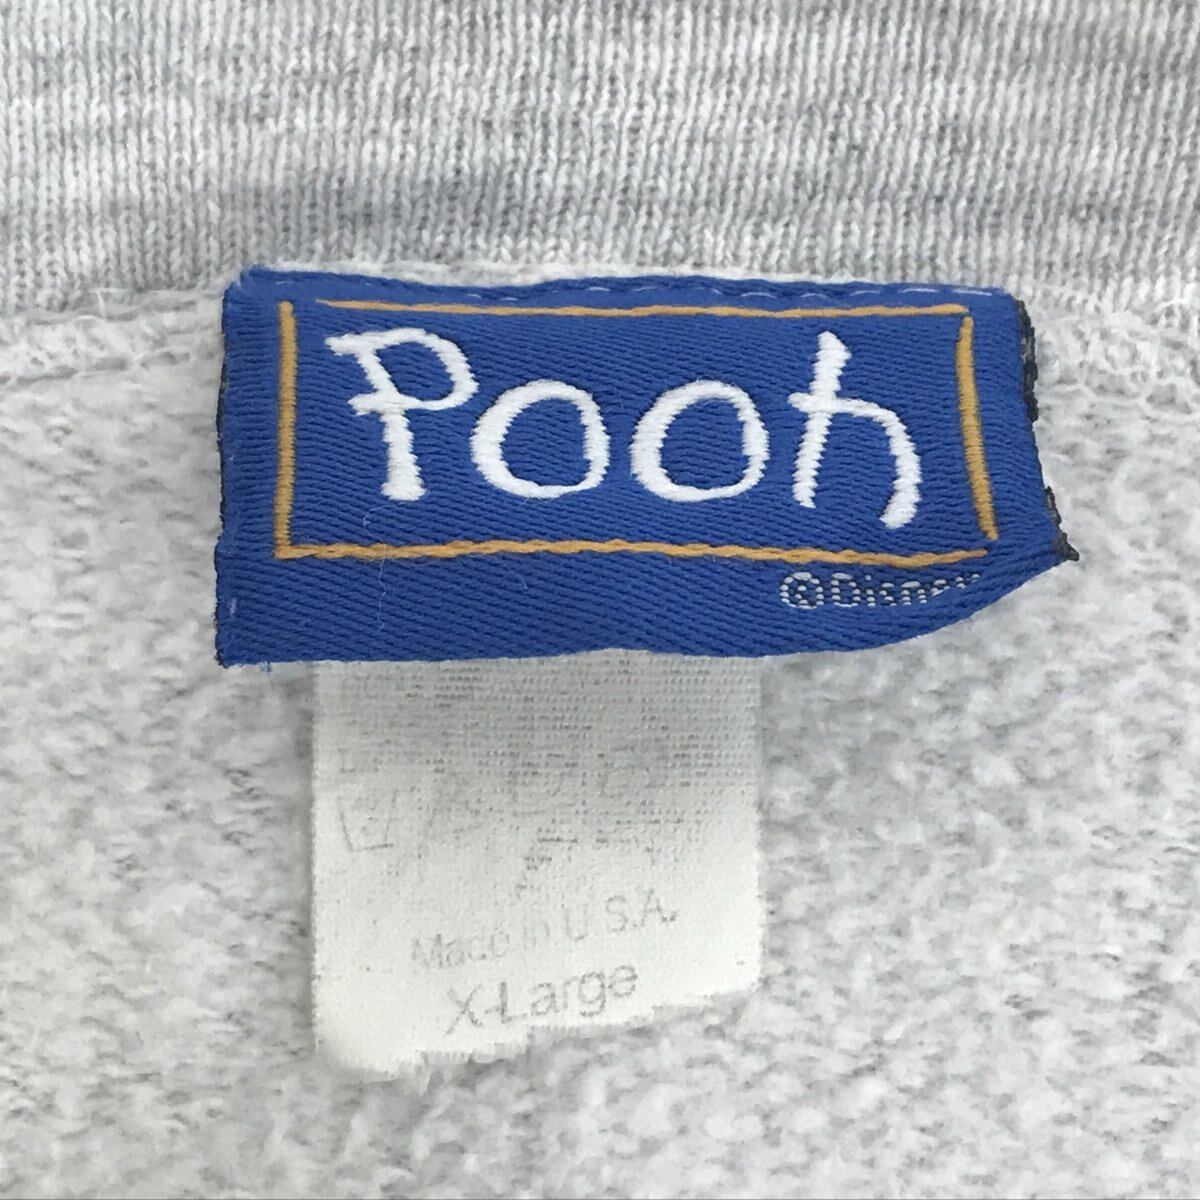 Pooh
©Disney
Made in U.S.A.
X-Large